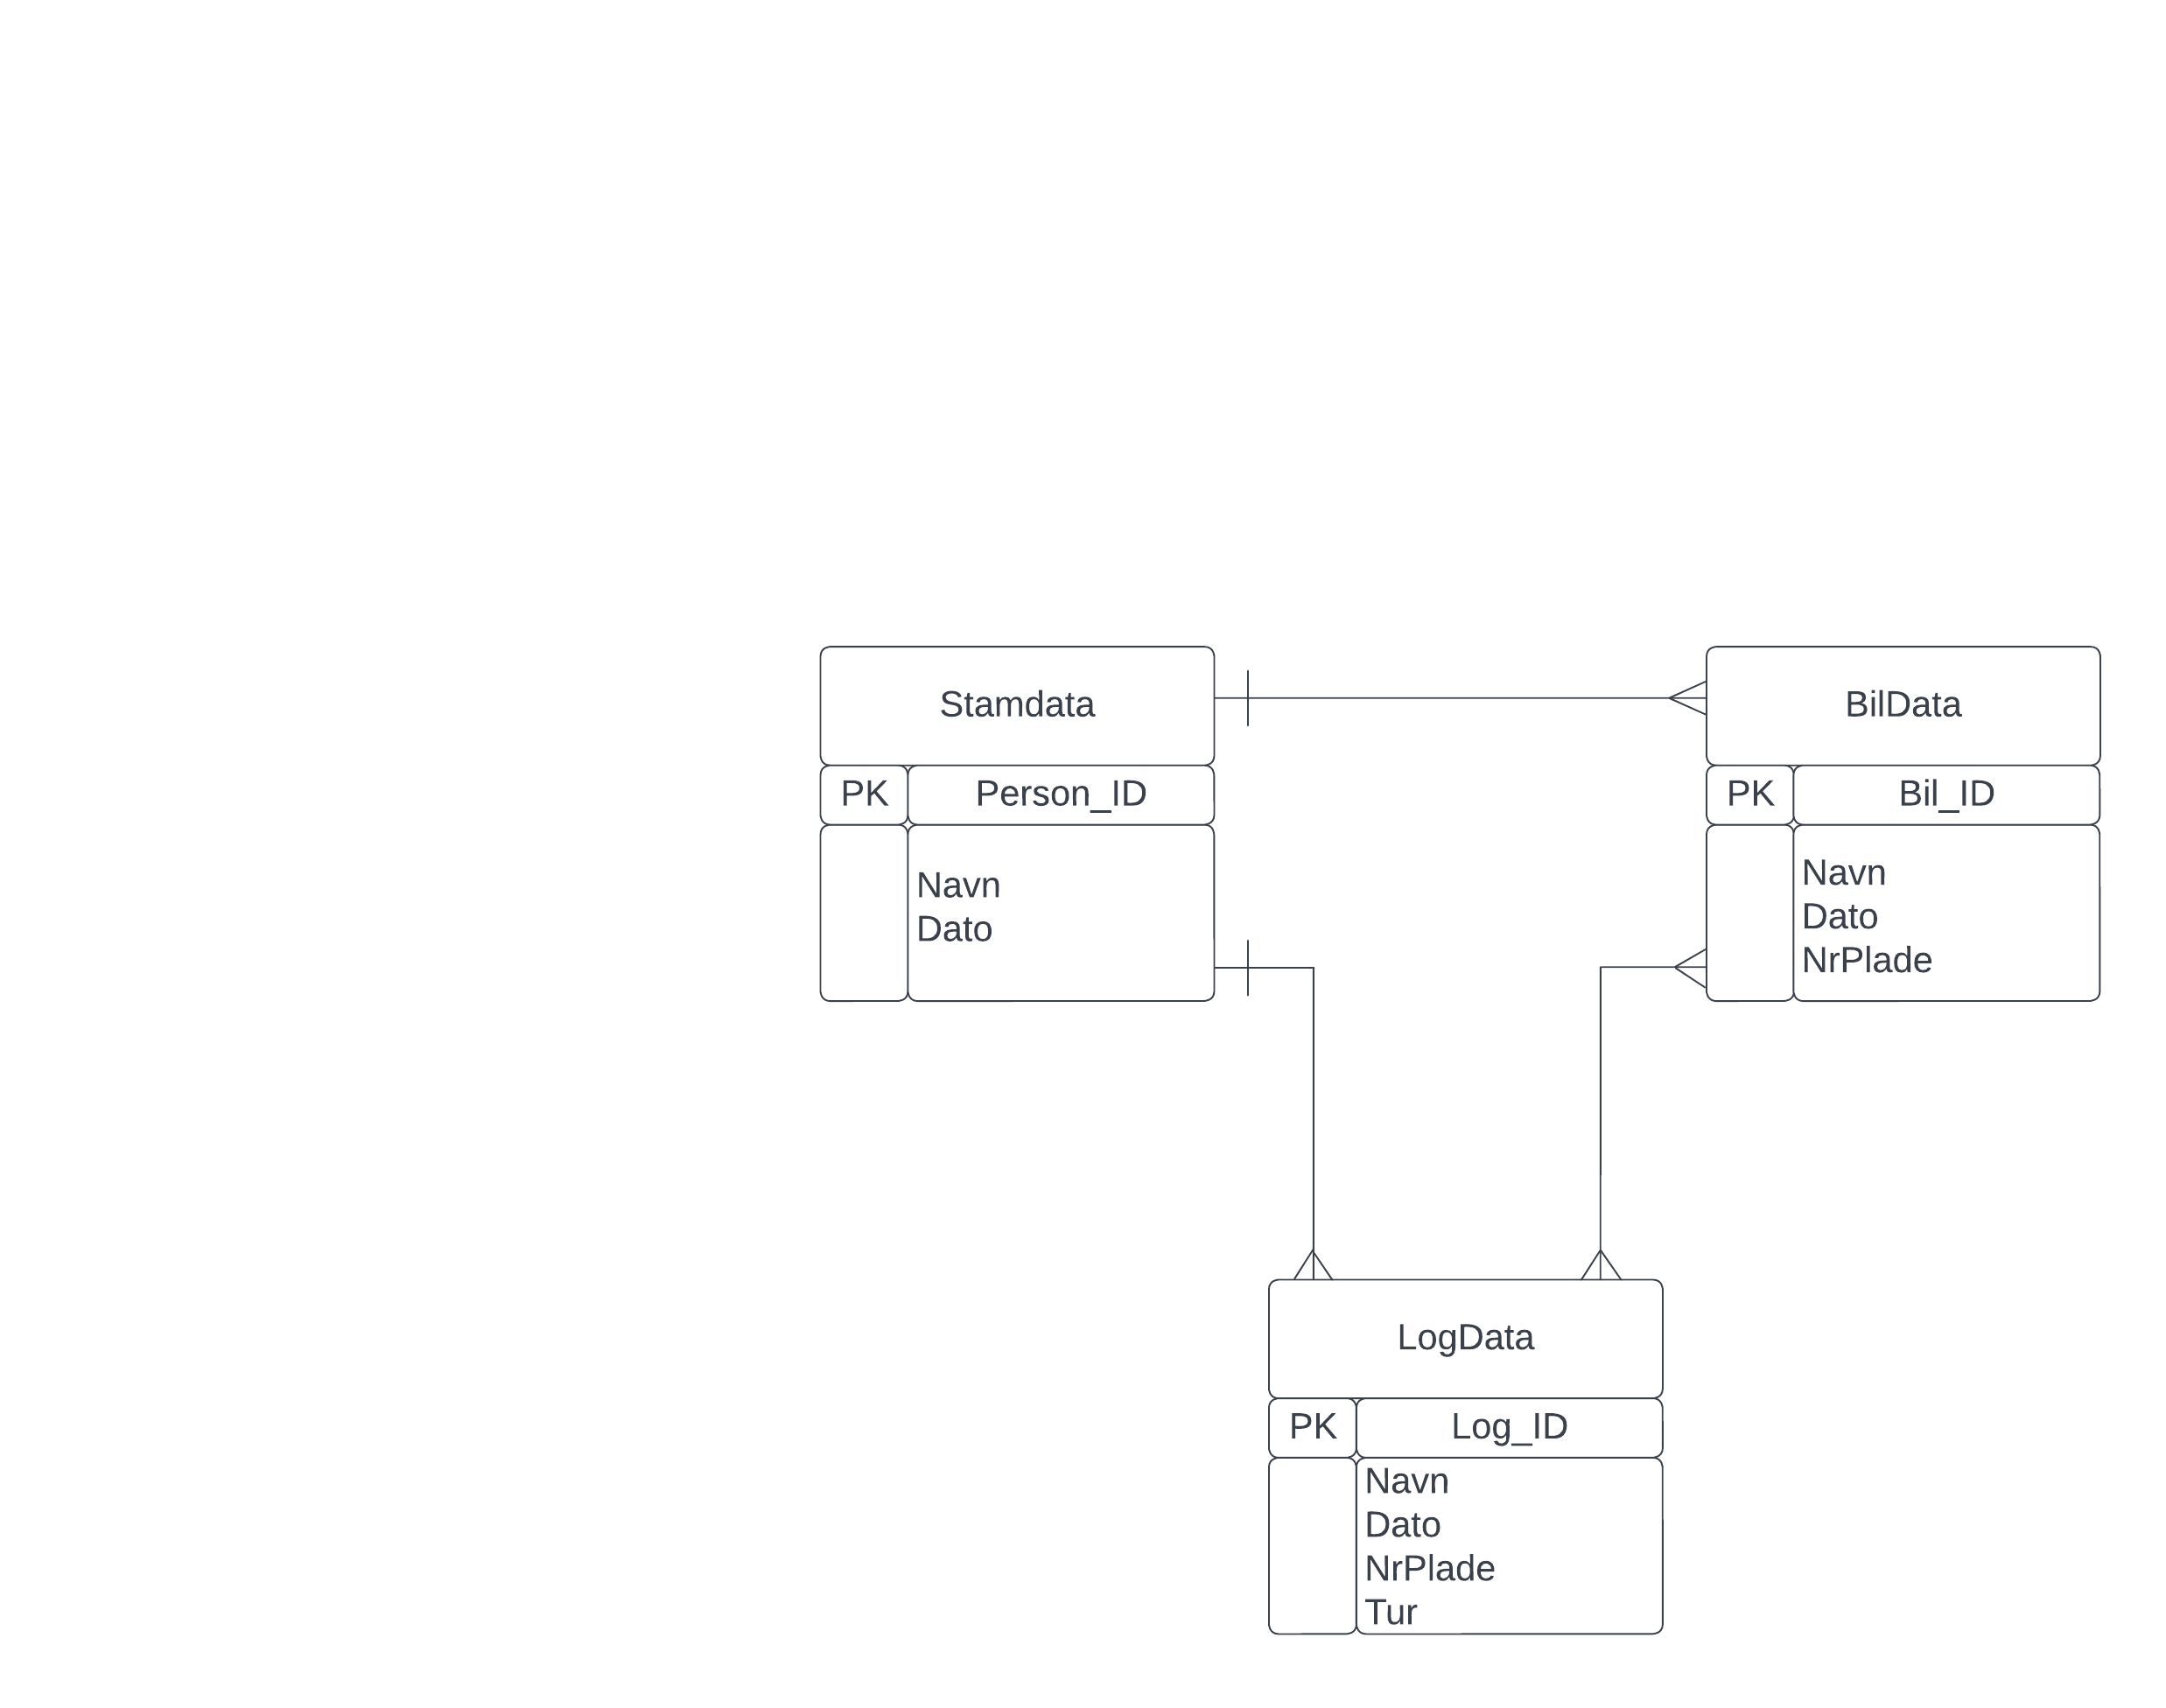 Stamdata
PK Person_ID
Navn
Dato
BilData
PK Bil_ID
Navn
Dato
NrPlade
LogData
PK Log_ID
Navn
Dato
NrPlade
Tur